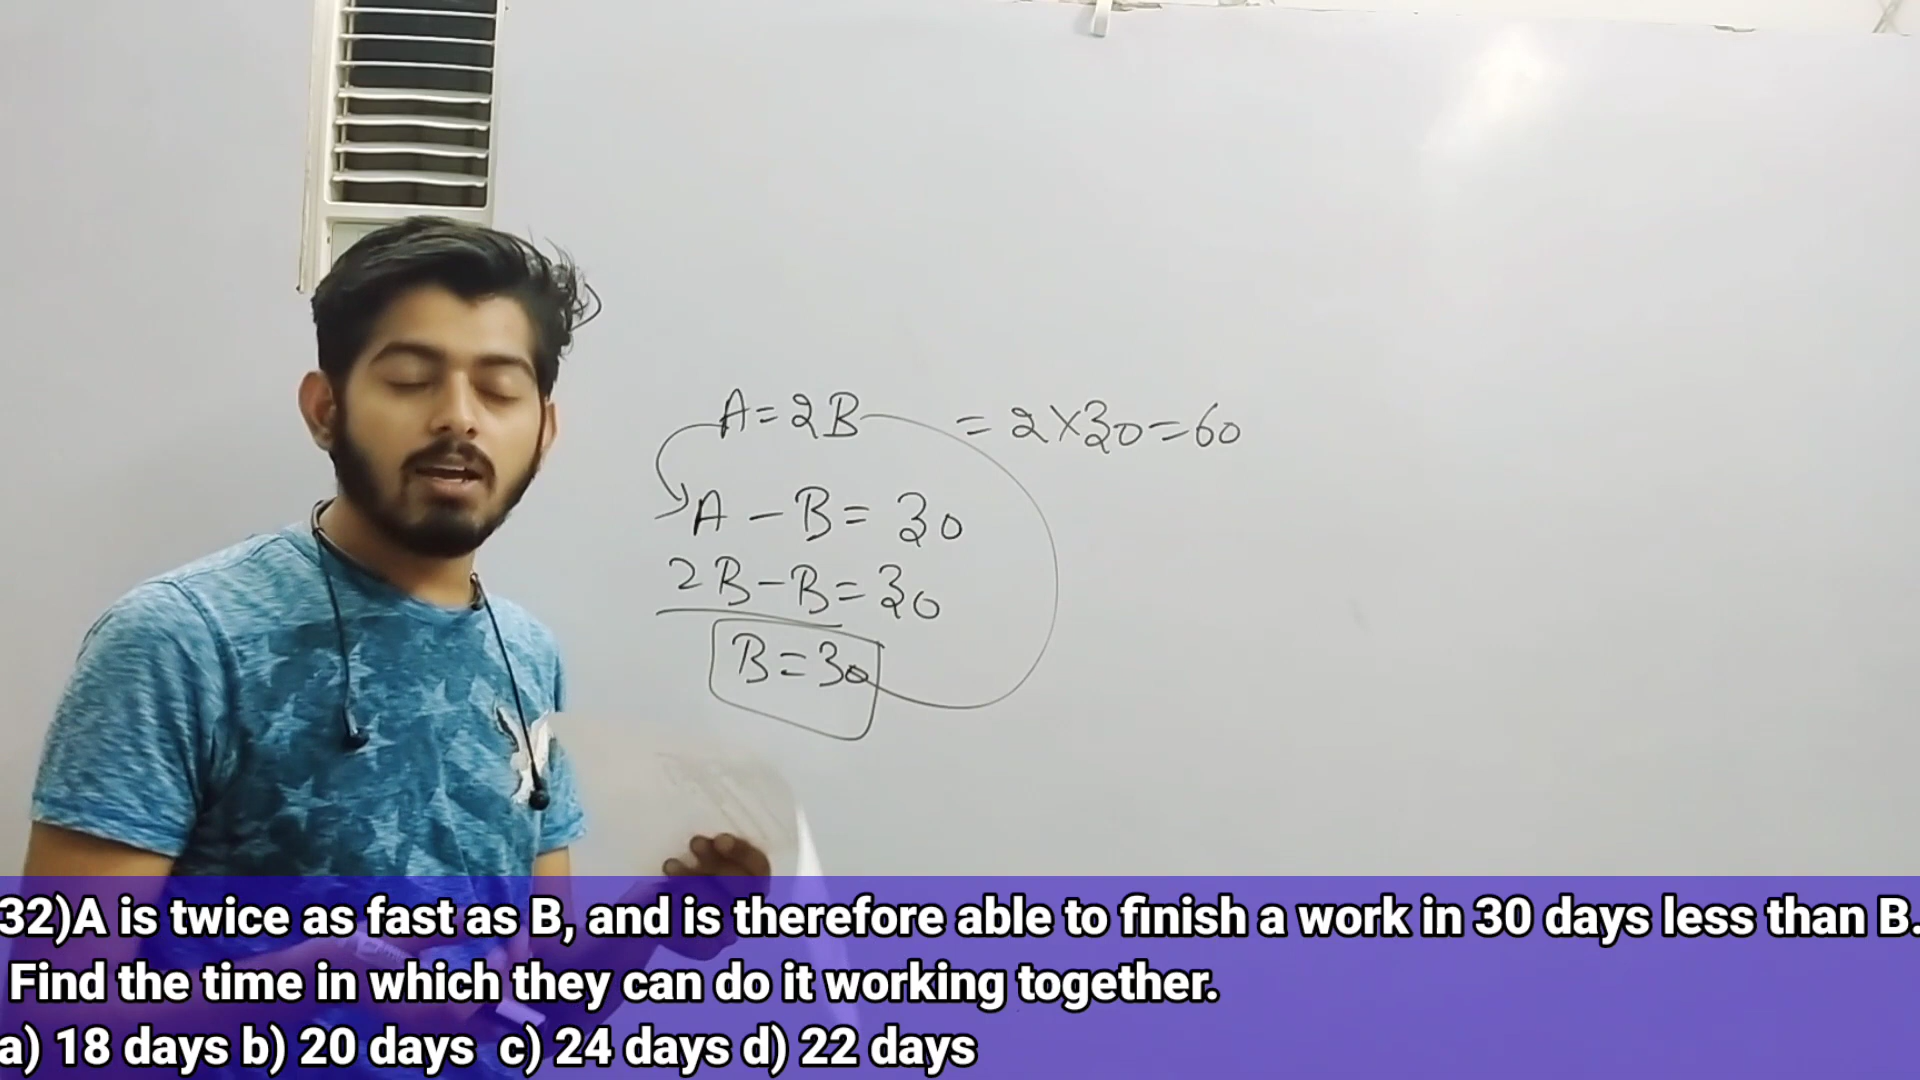 A=2B = 2X30=60
A - B = 30
2B-B=30
B=30
32)A is twice as fast as B, and is therefore able to finish a work in 30 days less than B.
Find the time in which they can do it working together.
a) 18 days b) 20 days c) 24 days d) 22 days